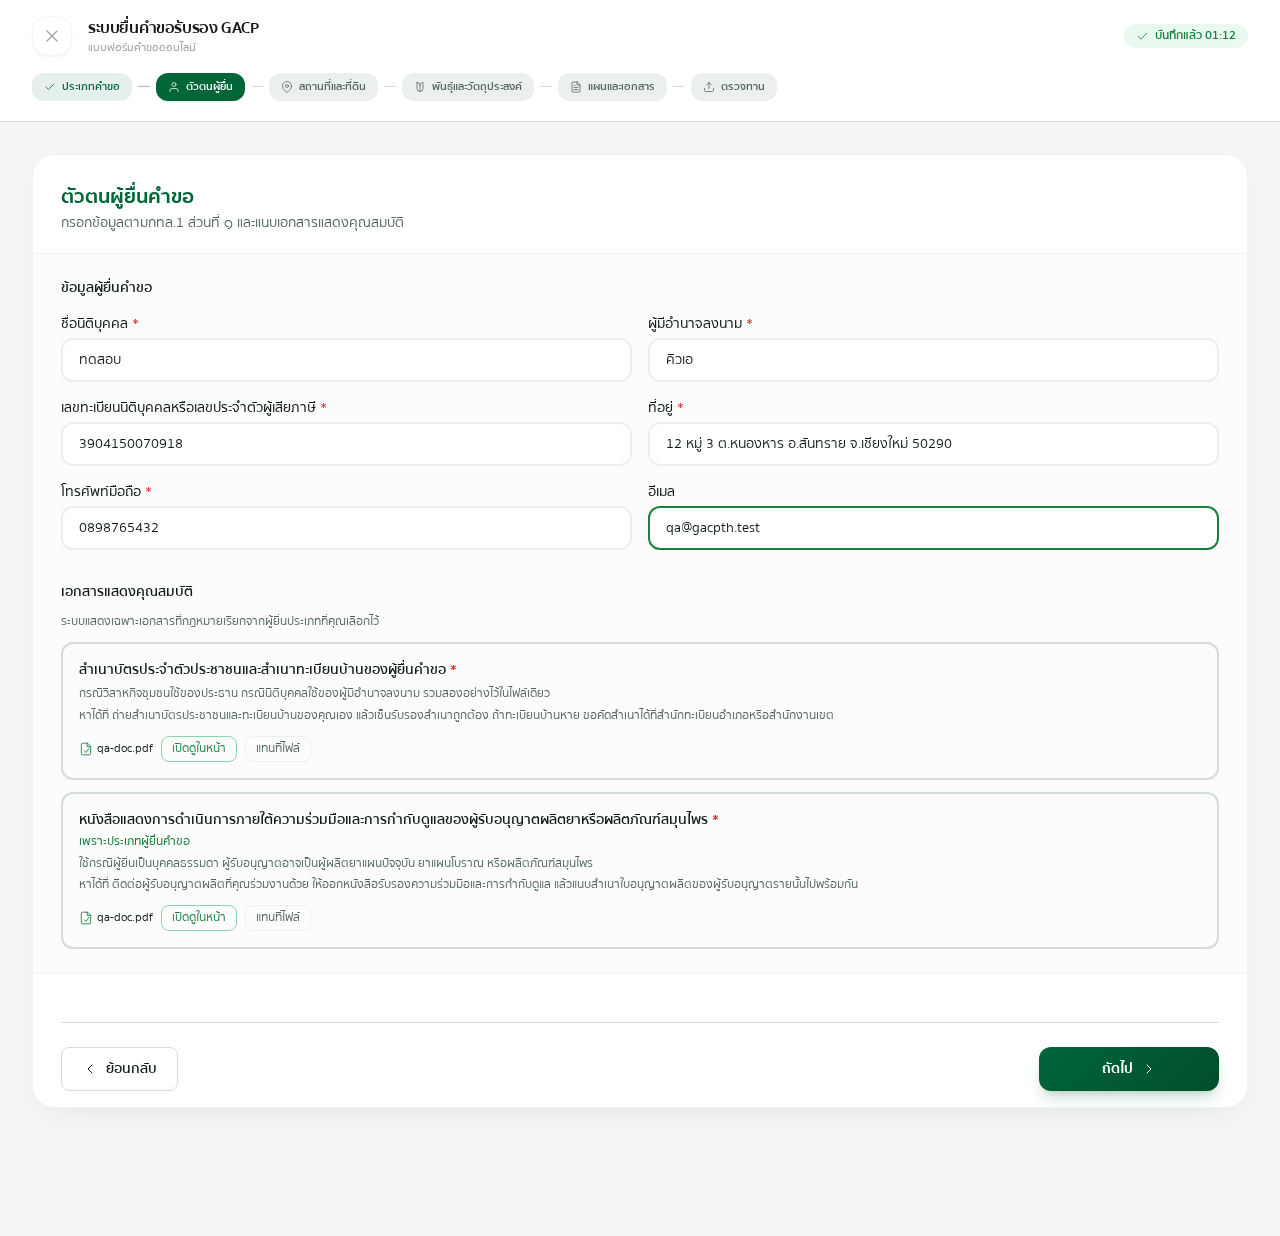 ระบบยื่นคำขอรับรอง GACP
แบบฟอร์มคำขอออนไลน์
บันทึกแล้ว 01:12
ประเภทคำขอ
ตัวตนผู้ยื่น
สถานที่และที่ดิน
พันธุ์และวัตถุประสงค์
แผนและเอกสาร
ตรวจทาน
ตัวตนผู้ยื่นคำขอ
กรอกข้อมูลตามกทล.1 ส่วนที่ ๑ และแนบเอกสารแสดงคุณสมบัติ
ข้อมูลผู้ยื่นคำขอ
ชื่อนิติบุคคล *
ผู้มีอำนาจลงนาม *
ทดสอบ
คิวเอ
เลขทะเบียนนิติบุคคลหรือเลขประจำตัวผู้เสียภาษี *
ที่อยู่ *
3904150070918
12 หมู่ 3 ต.หนองหาร อ.สันทราย จ.เชียงใหม่ 50290
โทรศัพท์มือถือ *
อีเมล
0898765432
qa@gacpth.test
เอกสารแสดงคุณสมบัติ
ระบบแสดงเฉพาะเอกสารที่กฎหมายเรียกจากผู้ยื่นประเภทที่คุณเลือกไว้
สำเนาบัตรประจำตัวประชาชนและสำเนาทะเบียนบ้านของผู้ยื่นคำขอ *
กรณีวิสาหกิจชุมชนใช้ของประธาน กรณีนิติบุคคลใช้ของผู้มีอำนาจลงนาม รวมสองอย่างไว้ในไฟล์เดียว
หาได้ที่ ถ่ายสำเนาบัตรประชาชนและทะเบียนบ้านของคุณเอง แล้วเซ็นรับรองสำเนาถูกต้อง ถ้าทะเบียนบ้านหาย ขอคัดสำเนาได้ที่สำนักทะเบียนอำเภอหรือสำนักงานเขต
qa-doc.pdf
เปิดดูในหน้า
แทนที่ไฟล์
หนังสือแสดงการดำเนินการภายใต้ความร่วมมือและการกำกับดูแลของผู้รับอนุญาตผลิตยาหรือผลิตภัณฑ์สมุนไพร *
เพราะประเภทผู้ยื่นคำขอ
ใช้กรณีผู้ยื่นเป็นบุคคลธรรมดา ผู้รับอนุญาตอาจเป็นผู้ผลิตยาแผนปัจจุบัน ยาแผนโบราณ หรือผลิตภัณฑ์สมุนไพร
หาได้ที่ ติดต่อผู้รับอนุญาตผลิตที่คุณร่วมงานด้วย ให้ออกหนังสือรับรองความร่วมมือและการกำกับดูแล แล้วแนบสำเนาใบอนุญาตผลิตของผู้รับอนุญาตรายนั้นไปพร้อมกัน
qa-doc.pdf
เปิดดูในหน้า
แทนที่ไฟล์
ย้อนกลับ
ถัดไป